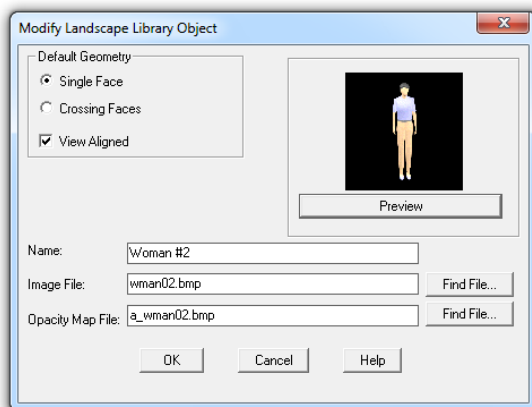 Modify Landscape Library Object
Default Geometry
Single Face
Crossing Faces
View Aligned
Preview
Name:
Woman #2
Image File:
wman02.bmp
Find File...
Opacity Map File:
a_wman02.bmp
Find File...
OK
Cancel
Help